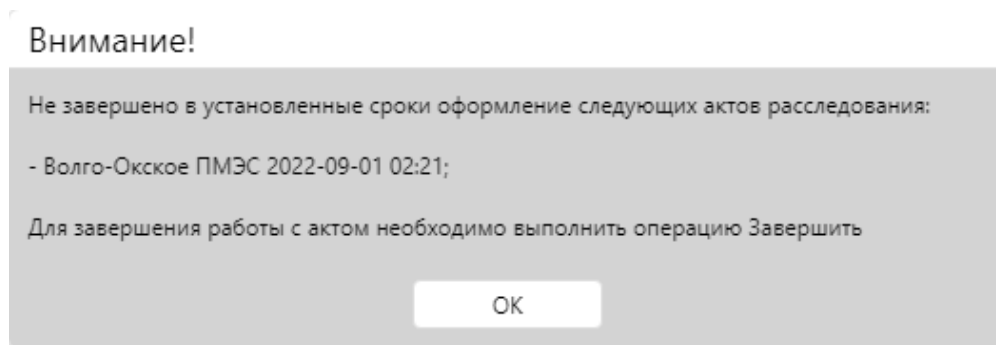 Внимание!
Не завершено в установленные сроки оформление следующих актов расследования:
- Волго-Окское ПМЭС 2022-09-01 02:21;
Для завершения работы с актом необходимо выполнить операцию Завершить
ОК